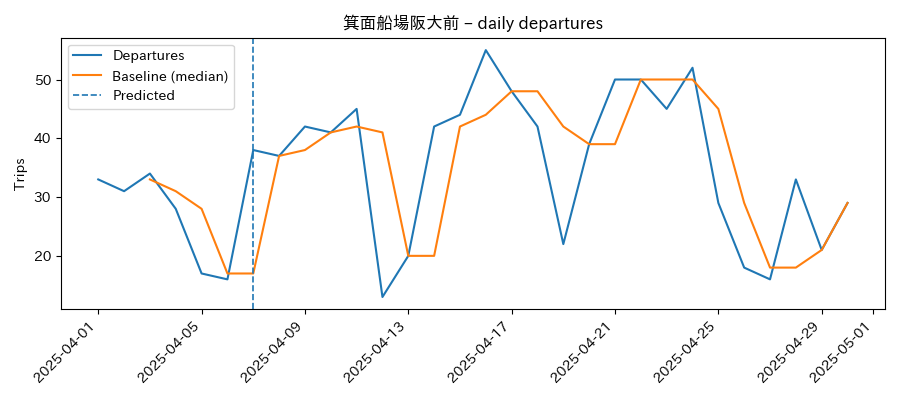 箕面船場阪大前 – daily departures
Departures
Baseline (median)
Predicted
Trips
50
40
30
20
2025-04-01
2025-04-05
2025-04-09
2025-04-13
2025-04-17
2025-04-21
2025-04-25
2025-04-29
2025-05-01